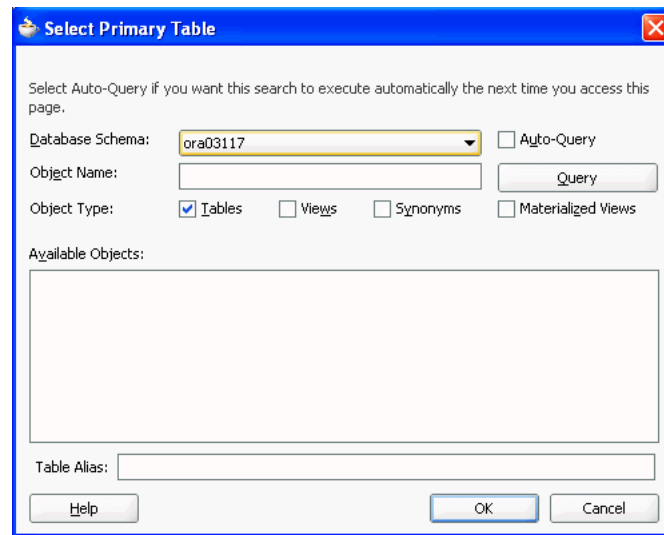 Select Primary Table
Select Auto-Query if you want this search to execute automatically the next time you access this
page.
Database Schema: ora03117 Auto-Query
Object Name: Query
Object Type: Tables Views Synonyms Materialized Views
Available Objects:
Table Alias:
Help OK Cancel